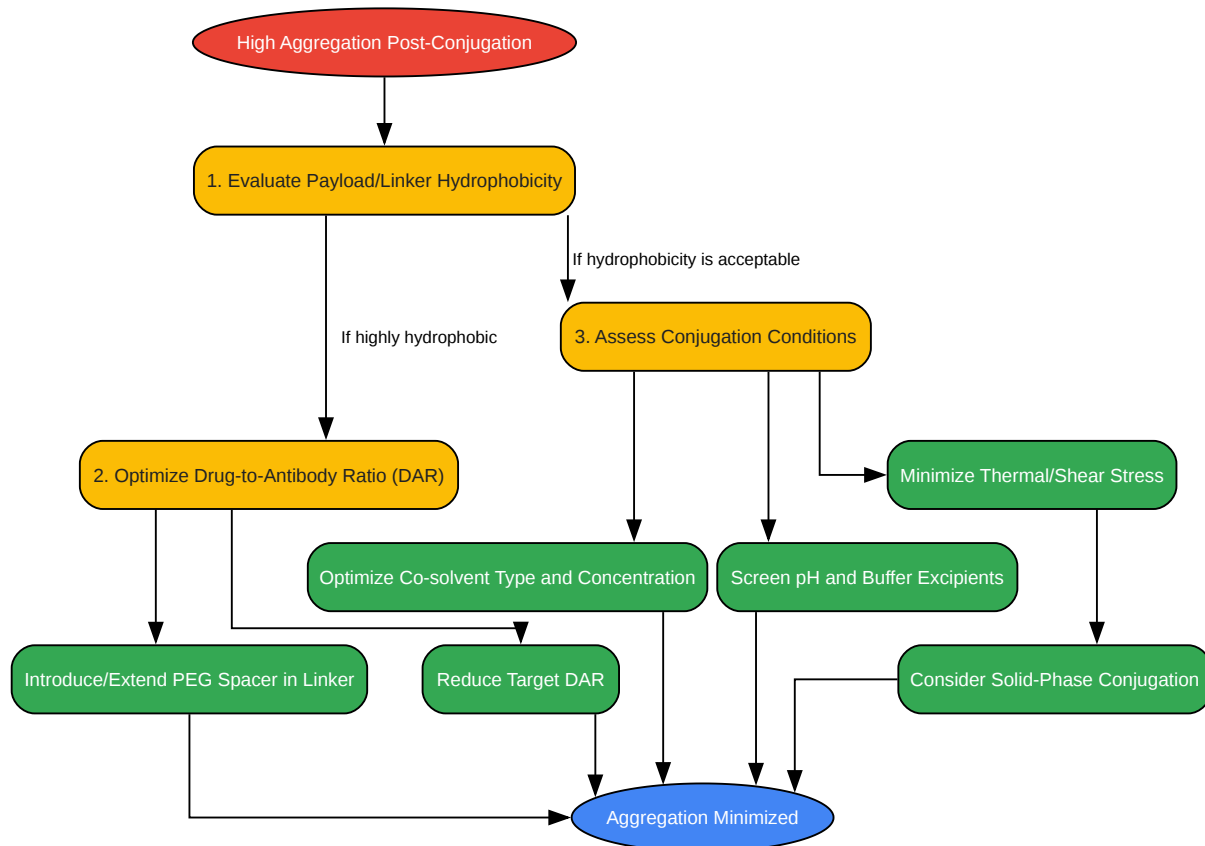 High Aggregation Post-Conjugation
1. Evaluate Payload/Linker Hydrophobicity
If hydrophobicity is acceptable
If highly hydrophobic
3. Assess Conjugation Conditions
2. Optimize Drug-to-Antibody Ratio (DAR)
Minimize Thermal/Shear Stress
Optimize Co-solvent Type and Concentration
Screen pH and Buffer Excipients
Introduce/Extend PEG Spacer in Linker
Reduce Target DAR
Consider Solid-Phase Conjugation
Aggregation Minimized